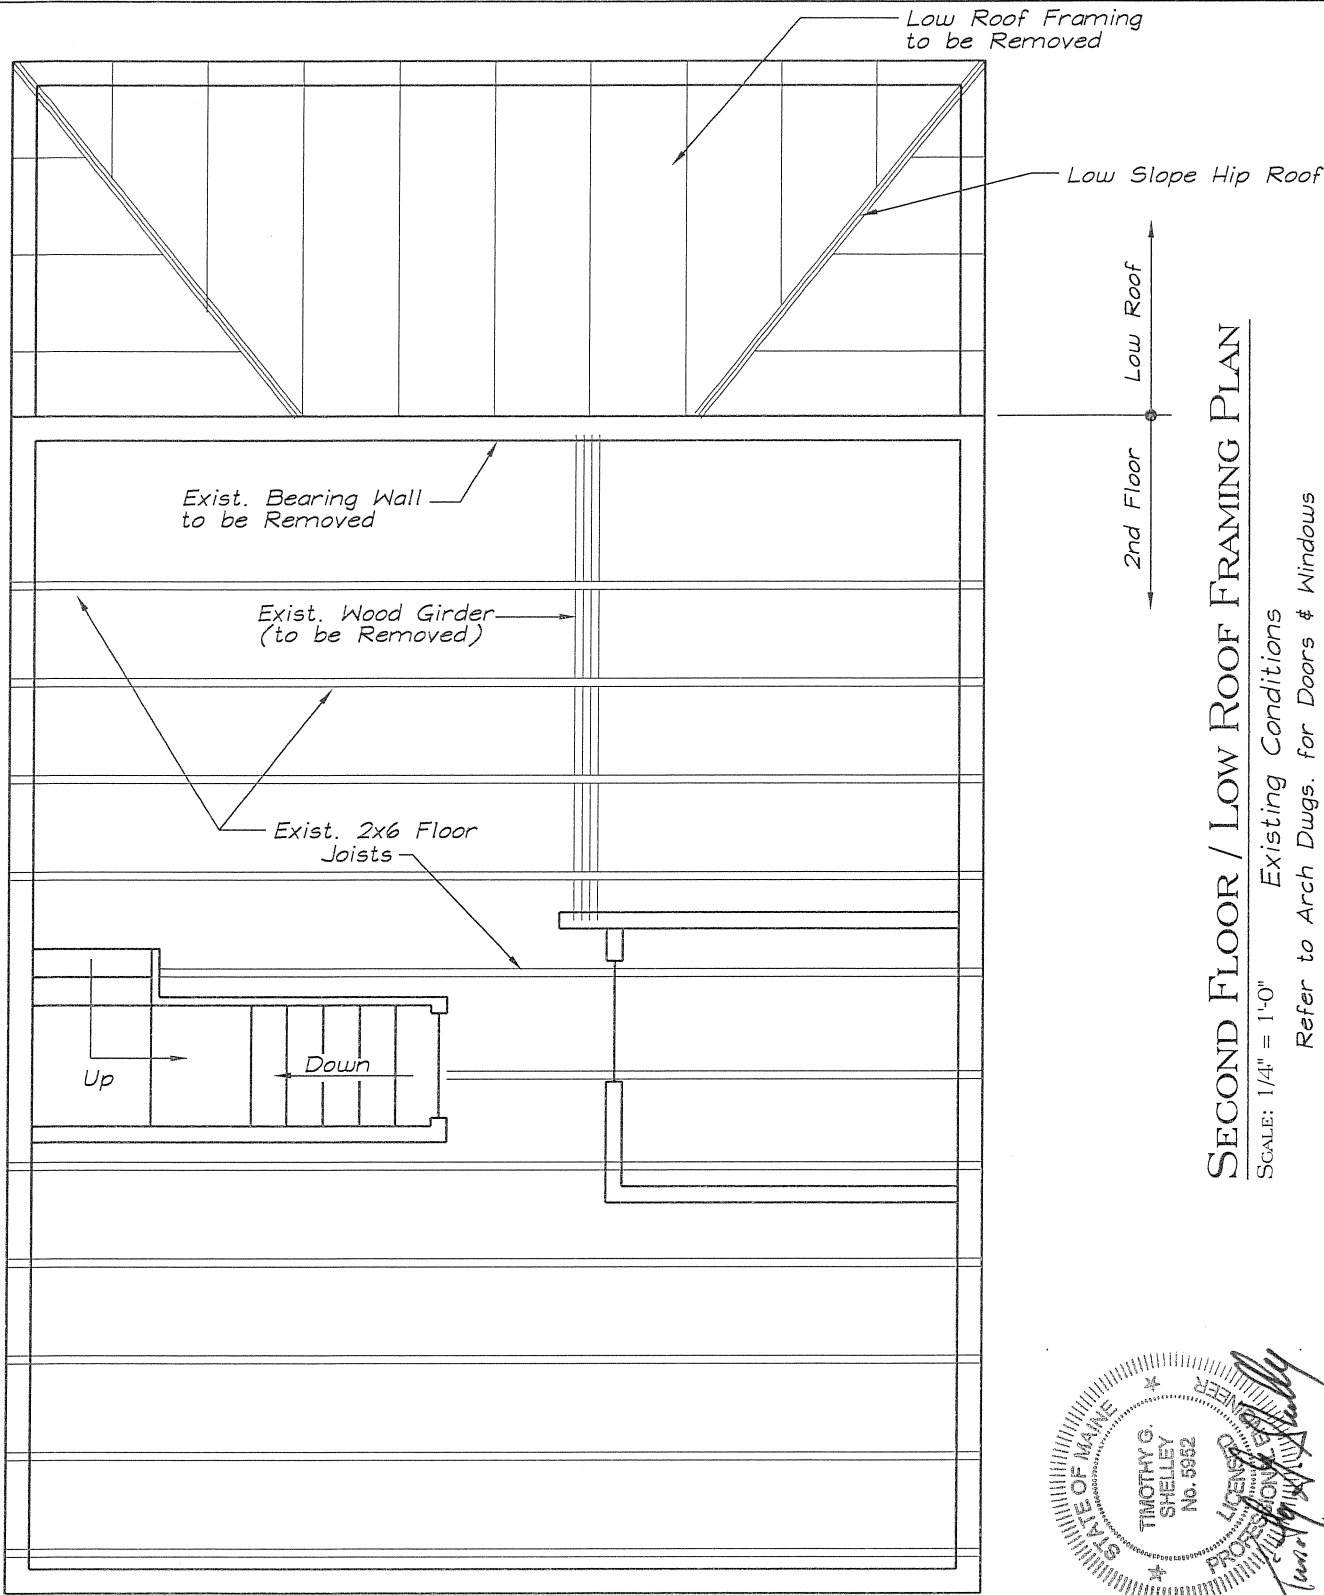 Low Roof Framing
to be Removed
Low Slope Hip Roof
Low Roof
2nd Floor
Exist. Bearing Wall
to be Removed
Exist. Wood Girder
(to be Removed)
Exist. 2x6 Floor
Joists
Up
Down
SECOND FLOOR / LOW ROOF FRAMING PLAN
SCALE: 1/4" = 1'-0"
Existing Conditions
Refer to Arch Dwgs. for Doors & Windows
STATE OF MAINE
TIMOTHY G.
SHELLEY
No. 5952
LICENSED
PROFESSIONAL ENGINEER